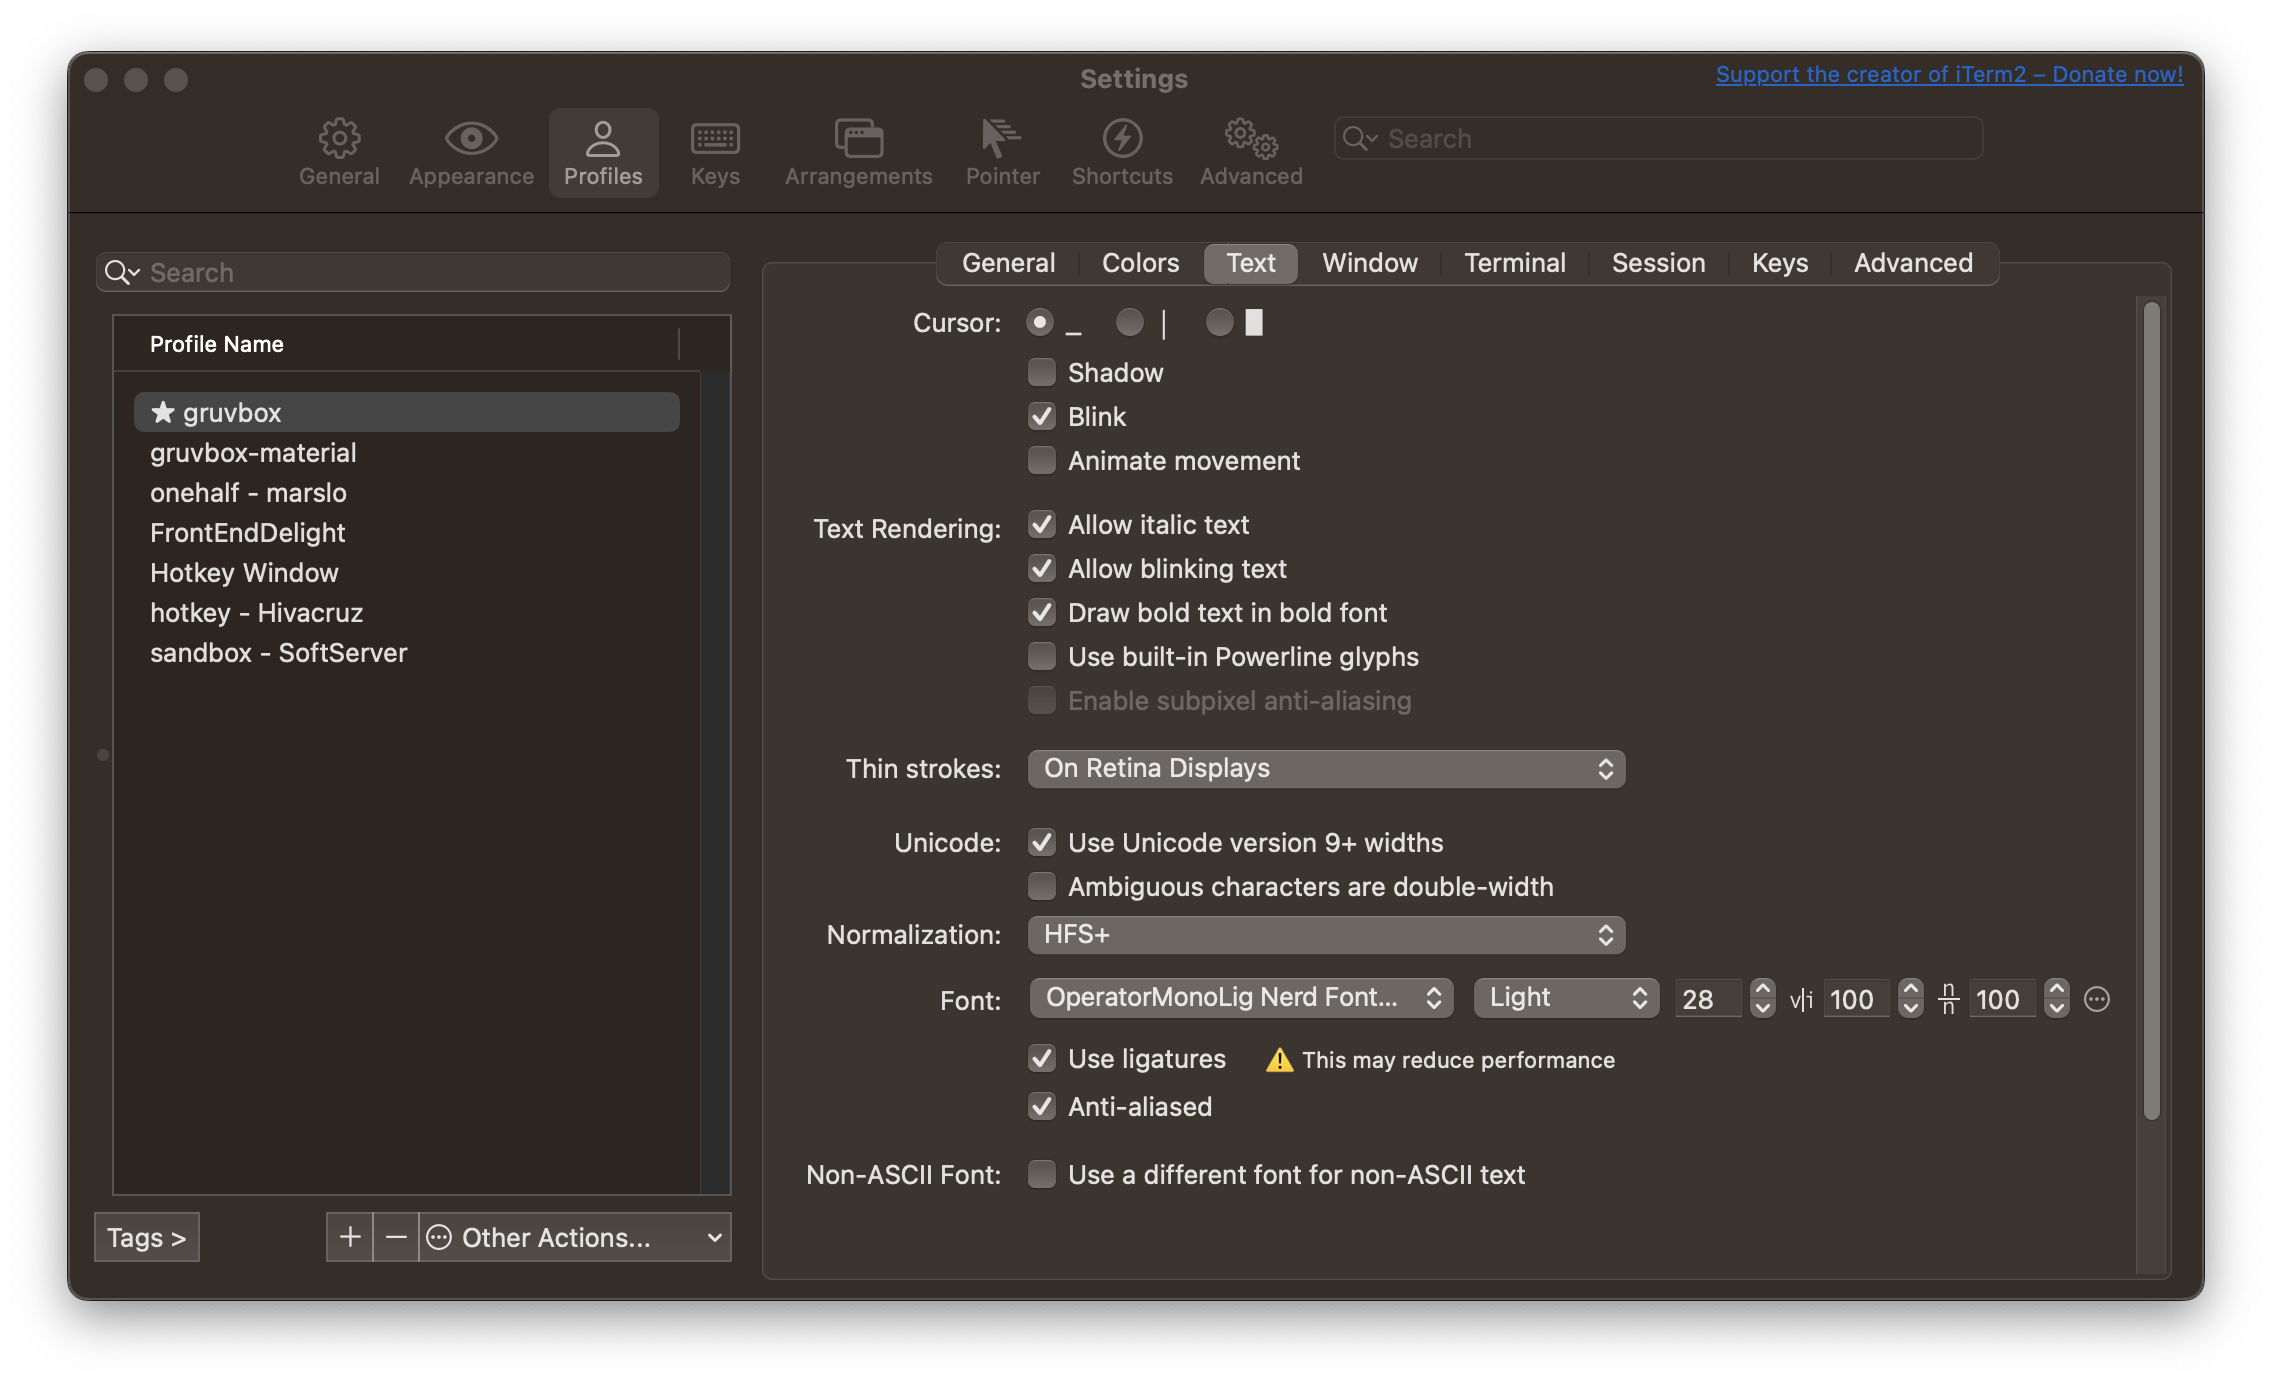 Settings
Support the creator of iTerm2 – Donate now!
General Appearance Profiles Keys Arrangements Pointer Shortcuts Advanced
Search
Search
Profile Name
★ gruvbox
gruvbox-material
onehalf - marslo
FrontEndDelight
Hotkey Window
hotkey - Hivacruz
sandbox - SoftServer
Tags >
+ − Other Actions...
General Colors Text Window Terminal Session Keys Advanced
Cursor: _ |
Shadow
Blink
Animate movement
Text Rendering: Allow italic text
Allow blinking text
Draw bold text in bold font
Use built-in Powerline glyphs
Enable subpixel anti-aliasing
Thin strokes: On Retina Displays
Unicode: Use Unicode version 9+ widths
Ambiguous characters are double-width
Normalization: HFS+
Font: OperatorMonoLig Nerd Font... Light 28 v|i 100 n/n 100
Use ligatures ⚠️ This may reduce performance
Anti-aliased
Non-ASCII Font: Use a different font for non-ASCII text